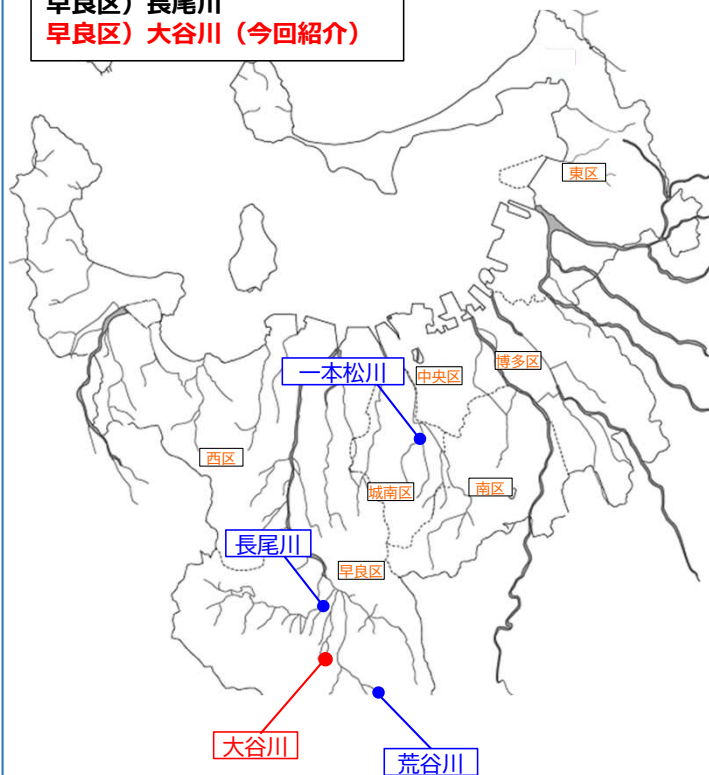 早良区）長尾川
早良区）大谷川（今回紹介）
東区
博多区
一本松川
中央区
西区
城南区
南区
長尾川
早良区
大谷川
荒谷川